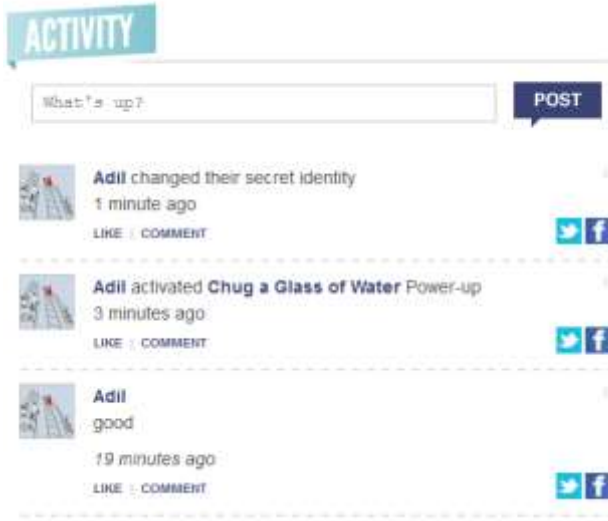 ACTIVITY
What's up?
POST
Adil changed their secret identity
1 minute ago
LIKE : COMMENT
Adil activated Chug a Glass of Water Power-up
3 minutes ago
LIKE : COMMENT
Adil
good
19 minutes ago
LIKE : COMMENT